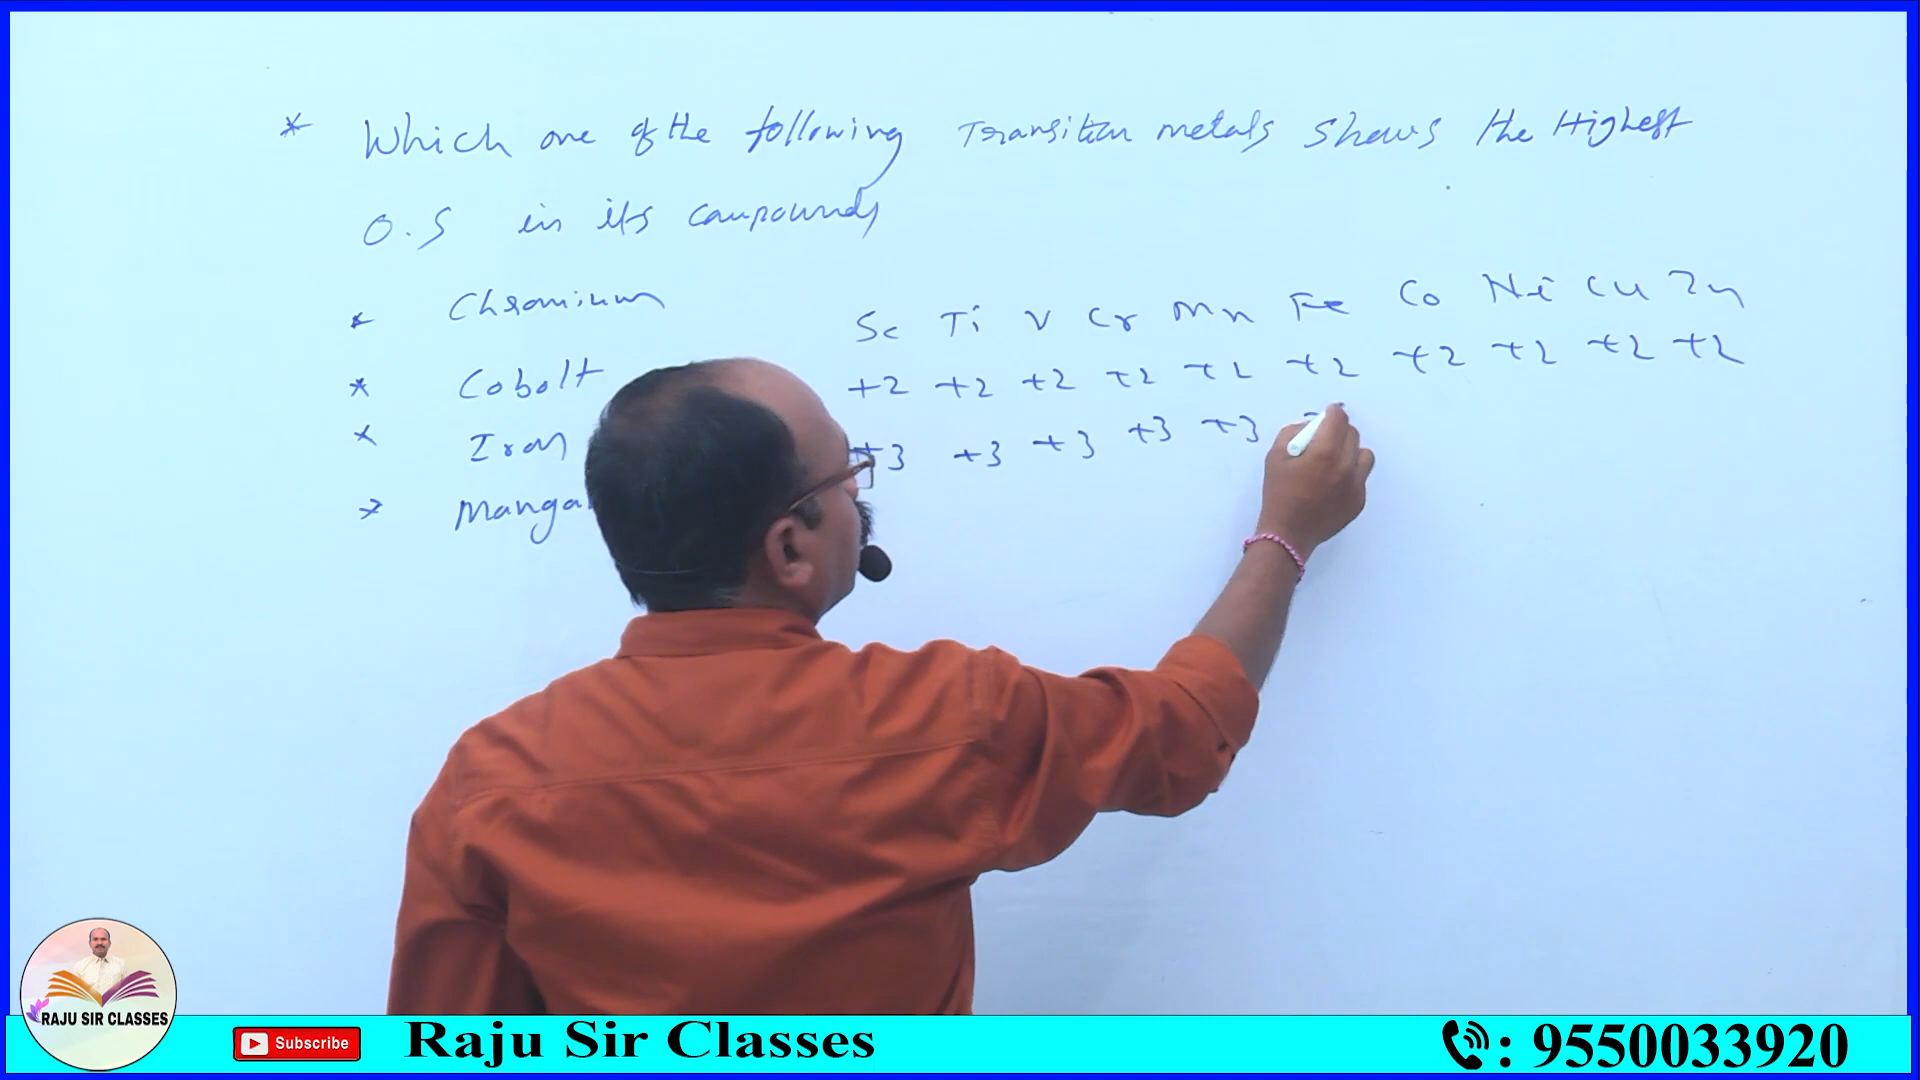 * Which one of the following Transition metals shows the Highest
O.S in its compounds
* Chromium
* Cobolt
* Iron
* Manga
Sc Ti V Cr Mn Fe Co Ni Cu Zn
+2 +2 +2 +2 +2 +2 +2 +2 +2 +2
+3 +3 +3 +3 +3
RAJU SIR CLASSES
Subscribe
Raju Sir Classes
: 9550033920